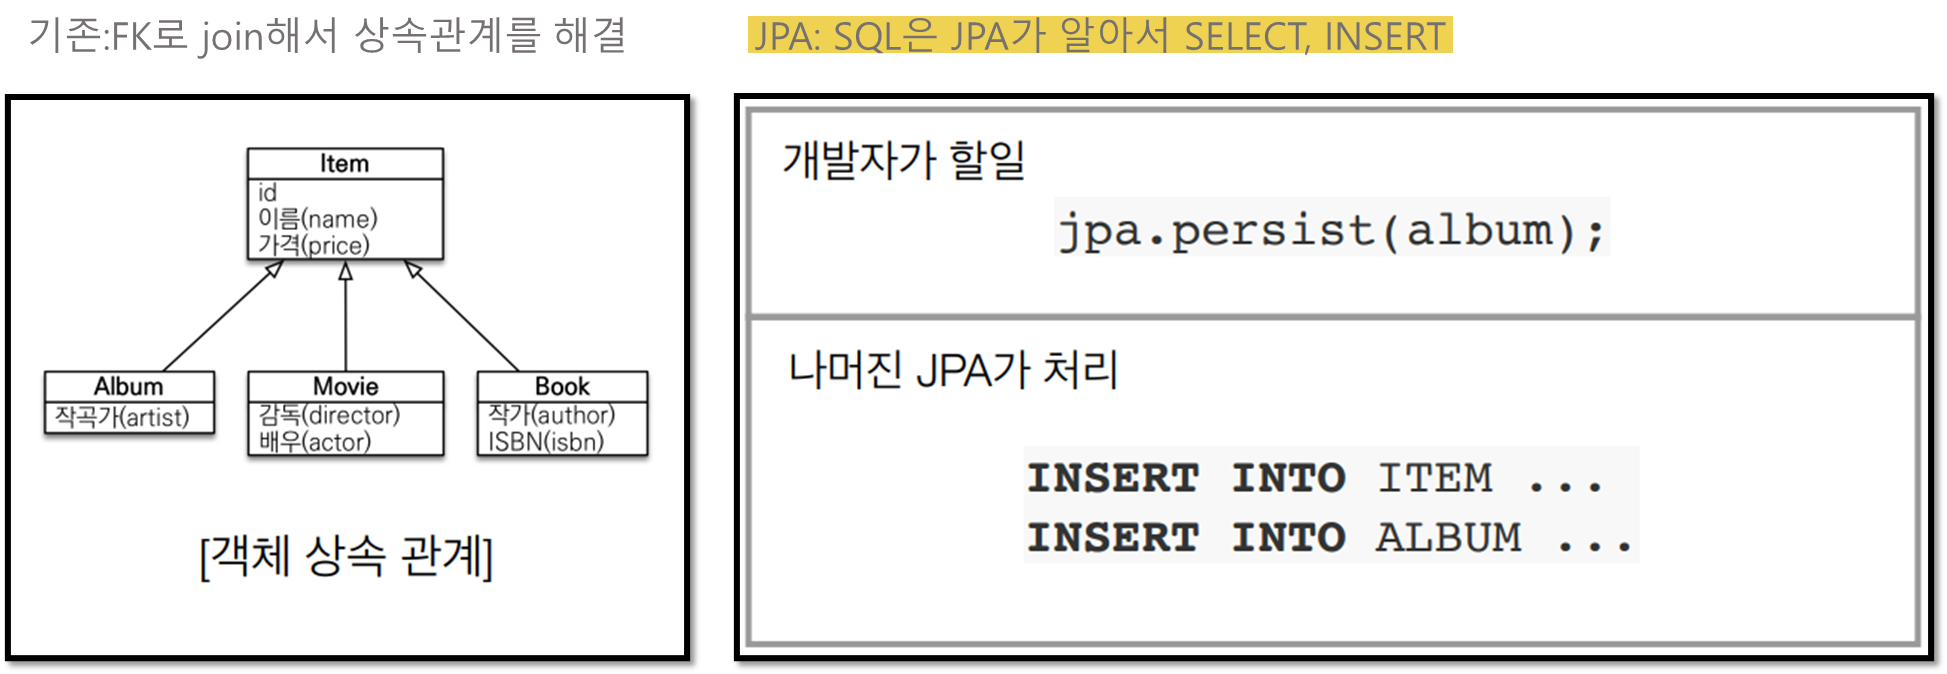 기존:FK로 join해서 상속관계를 해결
JPA: SQL은 JPA가 알아서 SELECT, INSERT
Item
id
이름(name)
가격(price)
Album
작곡가(artist)
Movie
감독(director)
배우(actor)
Book
작가(author)
ISBN(isbn)
[객체 상속 관계]
개발자가 할일
jpa.persist(album);
나머진 JPA가 처리
INSERT INTO ITEM ...
INSERT INTO ALBUM ...